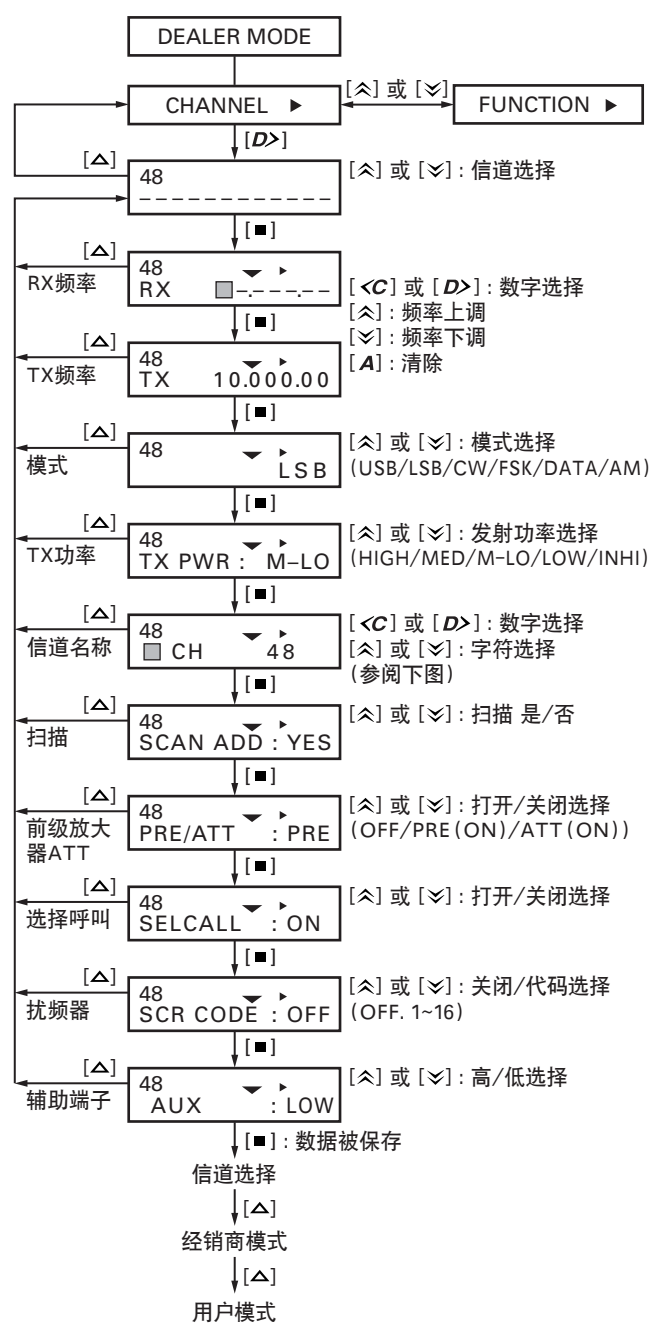 DEALER MODE
CHANNEL ▶
[︽] 或 [︾]
FUNCTION ▶
[D>]
[△]
48
– – – – – – – – – – – –
[︽] 或 [︾] : 信道选择
[■]
[△]
RX频率
48
RX –.–––.––
[<C] 或 [D>] : 数字选择
[︽] : 频率上调
[︾] : 频率下调
[A] : 清除
[■]
[△]
TX频率
48
TX 10.000.00
[■]
[△]
模式
48
LSB
[︽] 或 [︾] : 模式选择
(USB/LSB/CW/FSK/DATA/AM)
[■]
[△]
TX功率
48
TX PWR : M–LO
[︽] 或 [︾] : 发射功率选择
(HIGH/MED/M–LO/LOW/INHI)
[■]
[△]
信道名称
48
CH 48
[<C] 或 [D>] : 数字选择
[︽] 或 [︾] : 字符选择
(参阅下图)
[■]
[△]
扫描
48
SCAN ADD : YES
[︽] 或 [︾] : 扫描 是/否
[■]
[△]
前级放大
器ATT
48
PRE/ATT : PRE
[︽] 或 [︾] : 打开/关闭选择
(OFF/PRE(ON)/ATT(ON))
[■]
[△]
选择呼叫
48
SELCALL : ON
[︽] 或 [︾] : 打开/关闭选择
[■]
[△]
扰频器
48
SCR CODE : OFF
[︽] 或 [︾] : 关闭/代码选择
(OFF. 1~16)
[■]
[△]
辅助端子
48
AUX : LOW
[︽] 或 [︾] : 高/低选择
[■] : 数据被保存
信道选择
[△]
经销商模式
[△]
用户模式